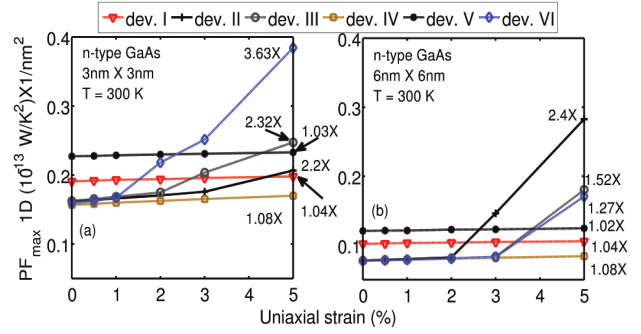 dev. I dev. II dev. III dev. IV dev. V dev. VI
PF_max 1D (10^13 W/K^2)X1/nm^2
0.4
0.3
0.2
0.1
n-type GaAs
3nm X 3nm
T = 300 K
3.63X
2.32X
1.03X
2.2X
1.04X
1.08X
(a)
0 1 2 3 5
0.4
0.3
0.2
0.1
n-type GaAs
6nm X 6nm
T = 300 K
2.4X
1.52X
1.27X
1.02X
1.04X
1.08X
(b)
0 1 2 3 5
Uniaxial strain (%)